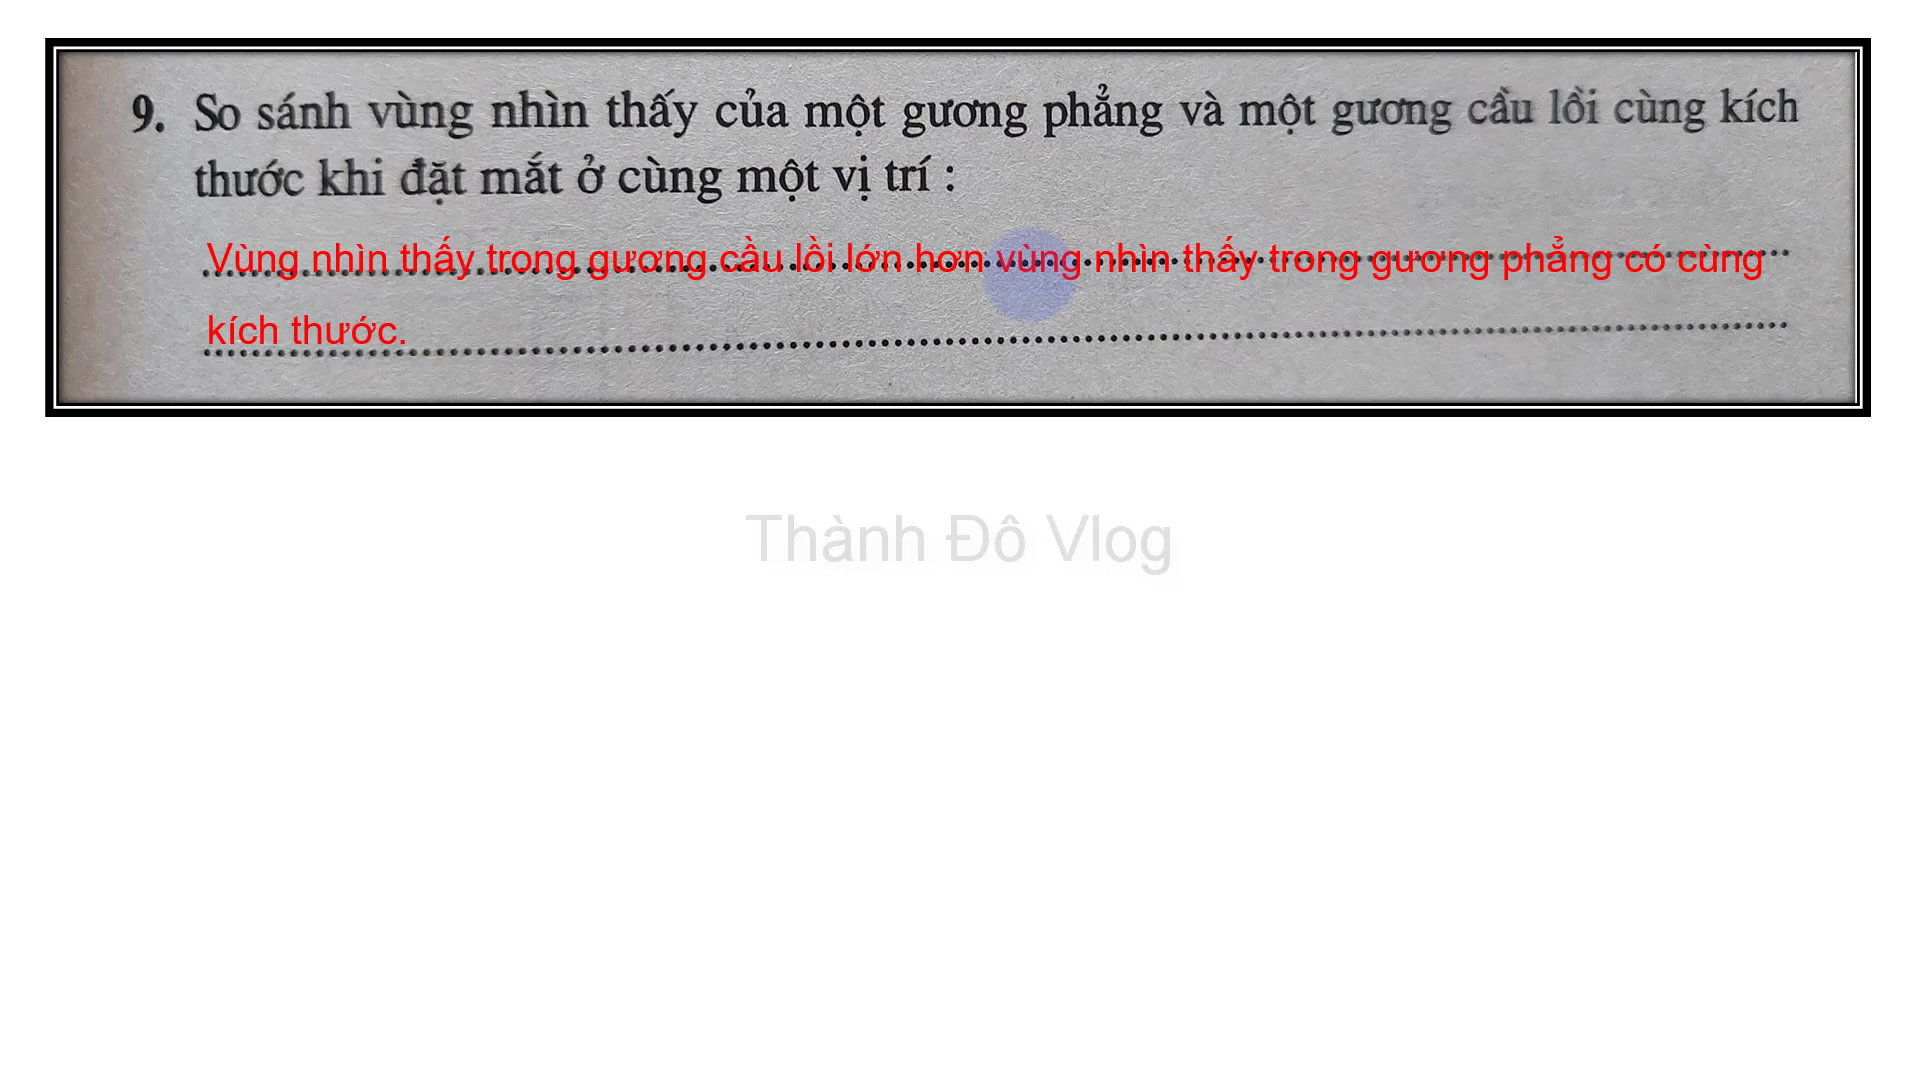 9. So sánh vùng nhìn thấy của một gương phẳng và một gương cầu lồi cùng kích
thước khi đặt mắt ở cùng một vị trí :
Vùng nhìn thấy trong gương cầu lồi lớn hơn vùng nhìn thấy trong gương phẳng có cùng
kích thước.
Thành Đô Vlog